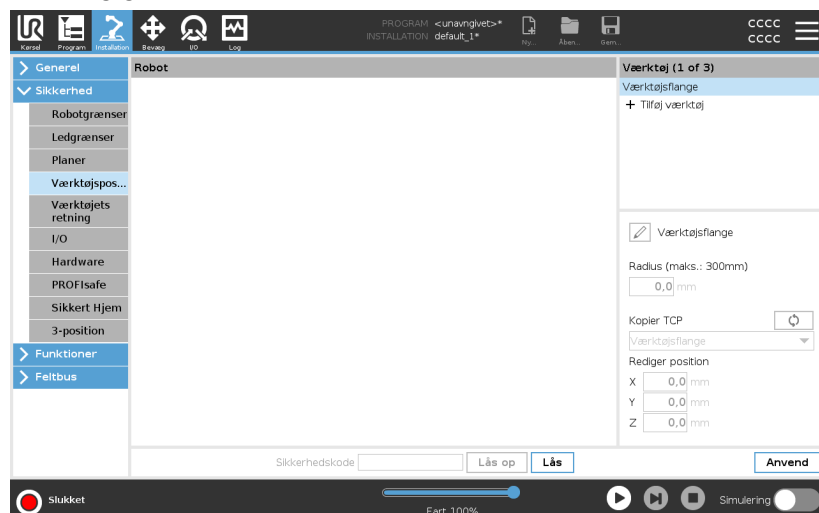 PROGRAM <unavngivet>*
INSTALLATION default_1*
Kørsel Program Installation Bevæg I/O Log
Ny... Åben... Gem...
CCCC
CCCC
Generel
Sikkerhed
Robotgrænser
Ledgrænser
Planer
Værktøjspos...
Værktøjets
retning
I/O
Hardware
PROFIsafe
Sikkert Hjem
3-position
Funktioner
Feltbus
Robot
Værktøj (1 of 3)
Værktøjsflange
+ Tilføj værktøj
Værktøjsflange
Radius (maks.: 300mm)
0,0 mm
Kopier TCP
Værktøjsflange
Rediger position
X 0,0 mm
Y 0,0 mm
Z 0,0 mm
Sikkerhedskode Lås op Lås
Anvend
Slukket
Fart 100%
Simulering